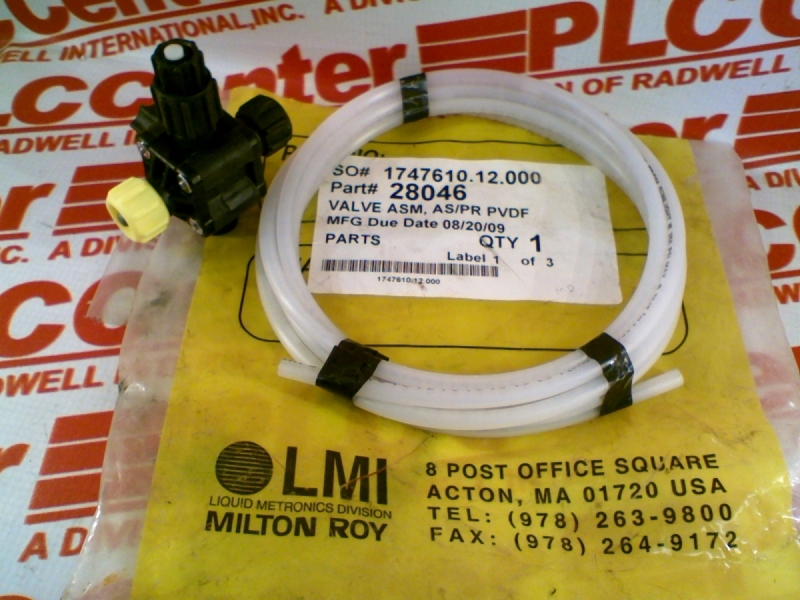 PLCCenter
A DIVISION OF RADWELL INTERNATIONAL, INC.
SO# 1747610.12.000
Part# 28046
VALVE ASM, AS/PR PVDF
MFG Due Date 08/20/09
PARTS QTY 1
Label 1 of 3
1747610/12.000
LMI
LIQUID METRONICS DIVISION
MILTON ROY
8 POST OFFICE SQUARE
ACTON, MA 01720 USA
TEL: (978) 263-9800
FAX: (978) 264-9172